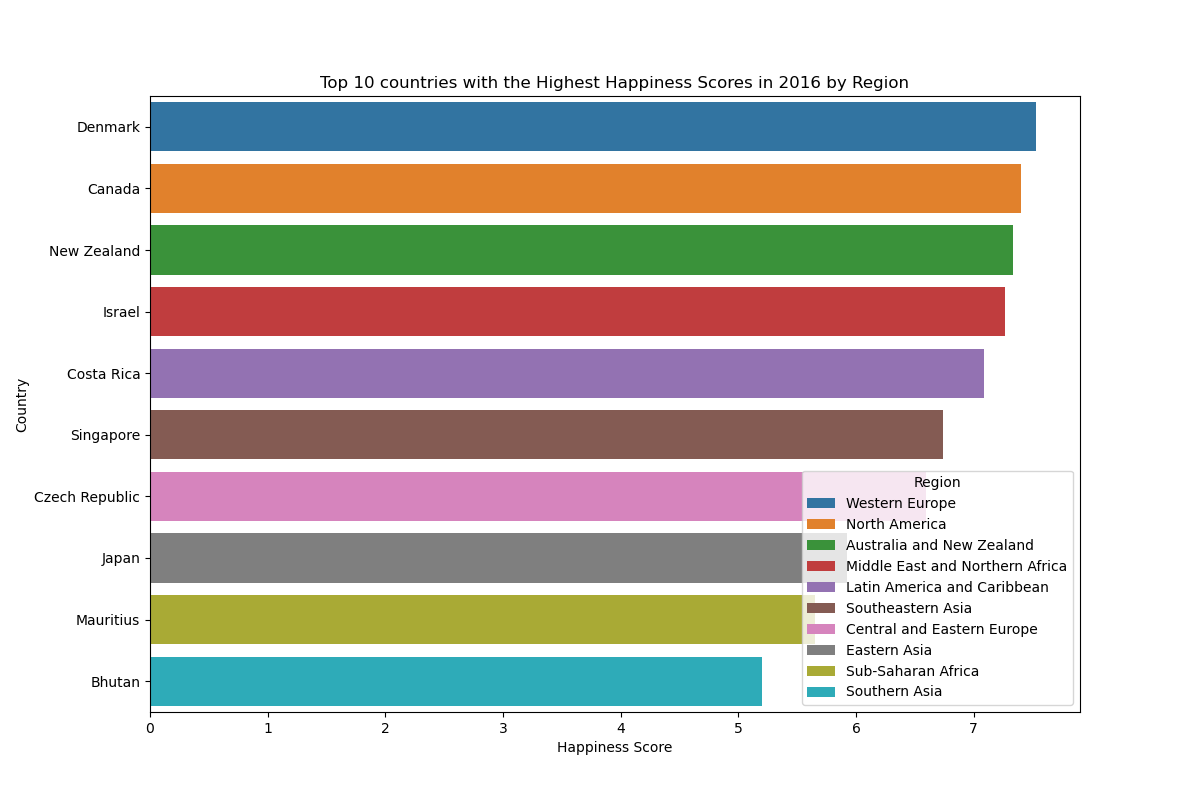 Top 10 countries with the Highest Happiness Scores in 2016 by Region
Country
Denmark
Canada
New Zealand
Israel
Costa Rica
Singapore
Czech Republic
Japan
Mauritius
Bhutan
Region
Western Europe
North America
Australia and New Zealand
Middle East and Northern Africa
Latin America and Caribbean
Southeastern Asia
Central and Eastern Europe
Eastern Asia
Sub-Saharan Africa
Southern Asia
0 1 2 3 4 5 6 7
Happiness Score